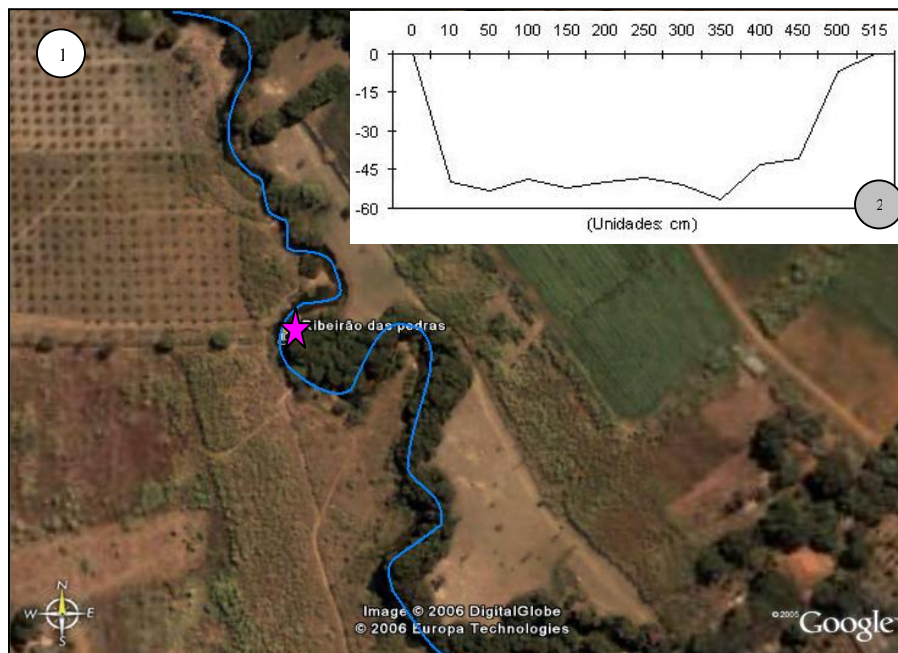 1
0 10 50 100 150 200 250 300 350 400 450 500 515
0
-15
-30
-45
-60
(Unidades: cm)
2
Ribeirão das pedras
N
W E
S
Image © 2006 DigitalGlobe
© 2006 Europa Technologies
©2005 Google